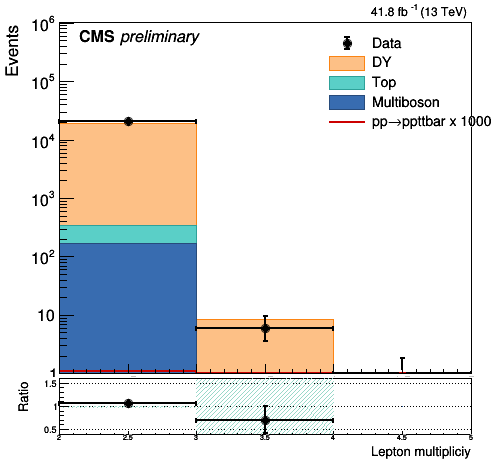 41.8 fb⁻¹ (13 TeV)
Events
CMS preliminary
Data
DY
Top
Multiboson
pp→ppttbar x 1000
10⁶
10⁵
10⁴
10³
10²
10
1
Ratio
1.5
1
0.5
2 2.5 3 3.5 4 4.5 5
Lepton multipliciy